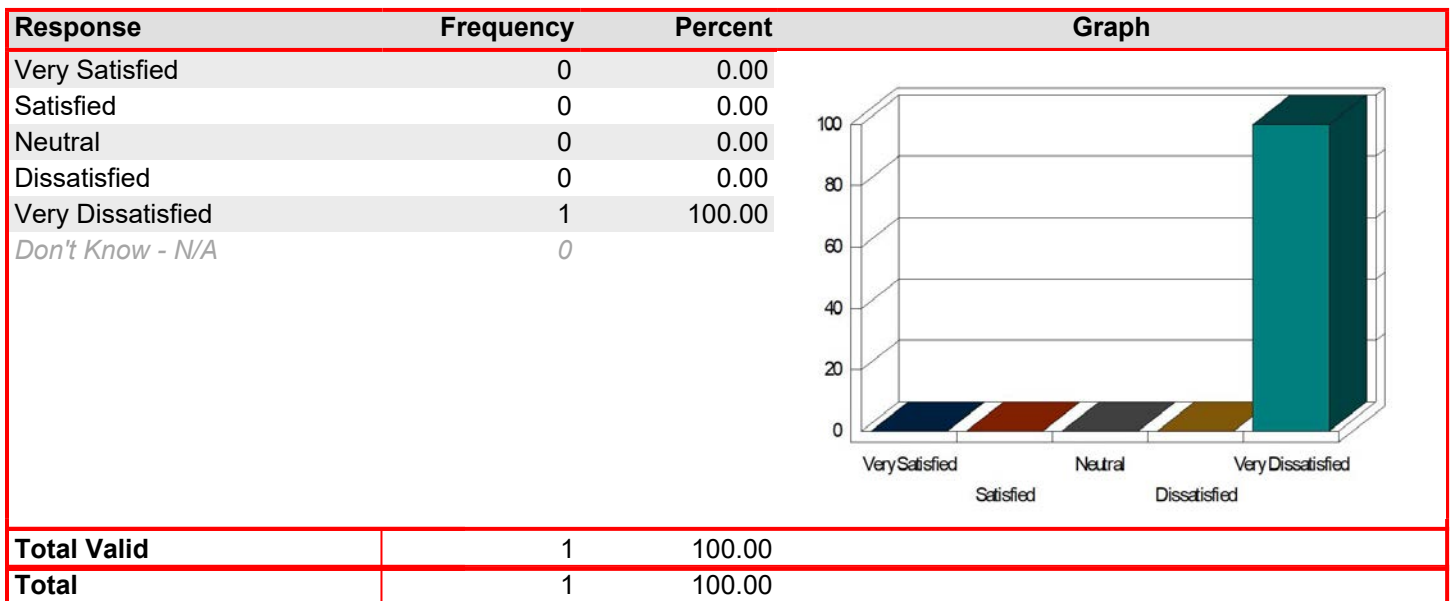 Response Frequency Percent Graph
Very Satisfied 0 0.00
Satisfied 0 0.00
Neutral 0 0.00
Dissatisfied 0 0.00
Very Dissatisfied 1 100.00
Don't Know - N/A 0
100
80
60
40
20
0
Very Satisfied Neutral Very Dissatisfied
Satisfied Dissatisfied
Total Valid 1 100.00
Total 1 100.00